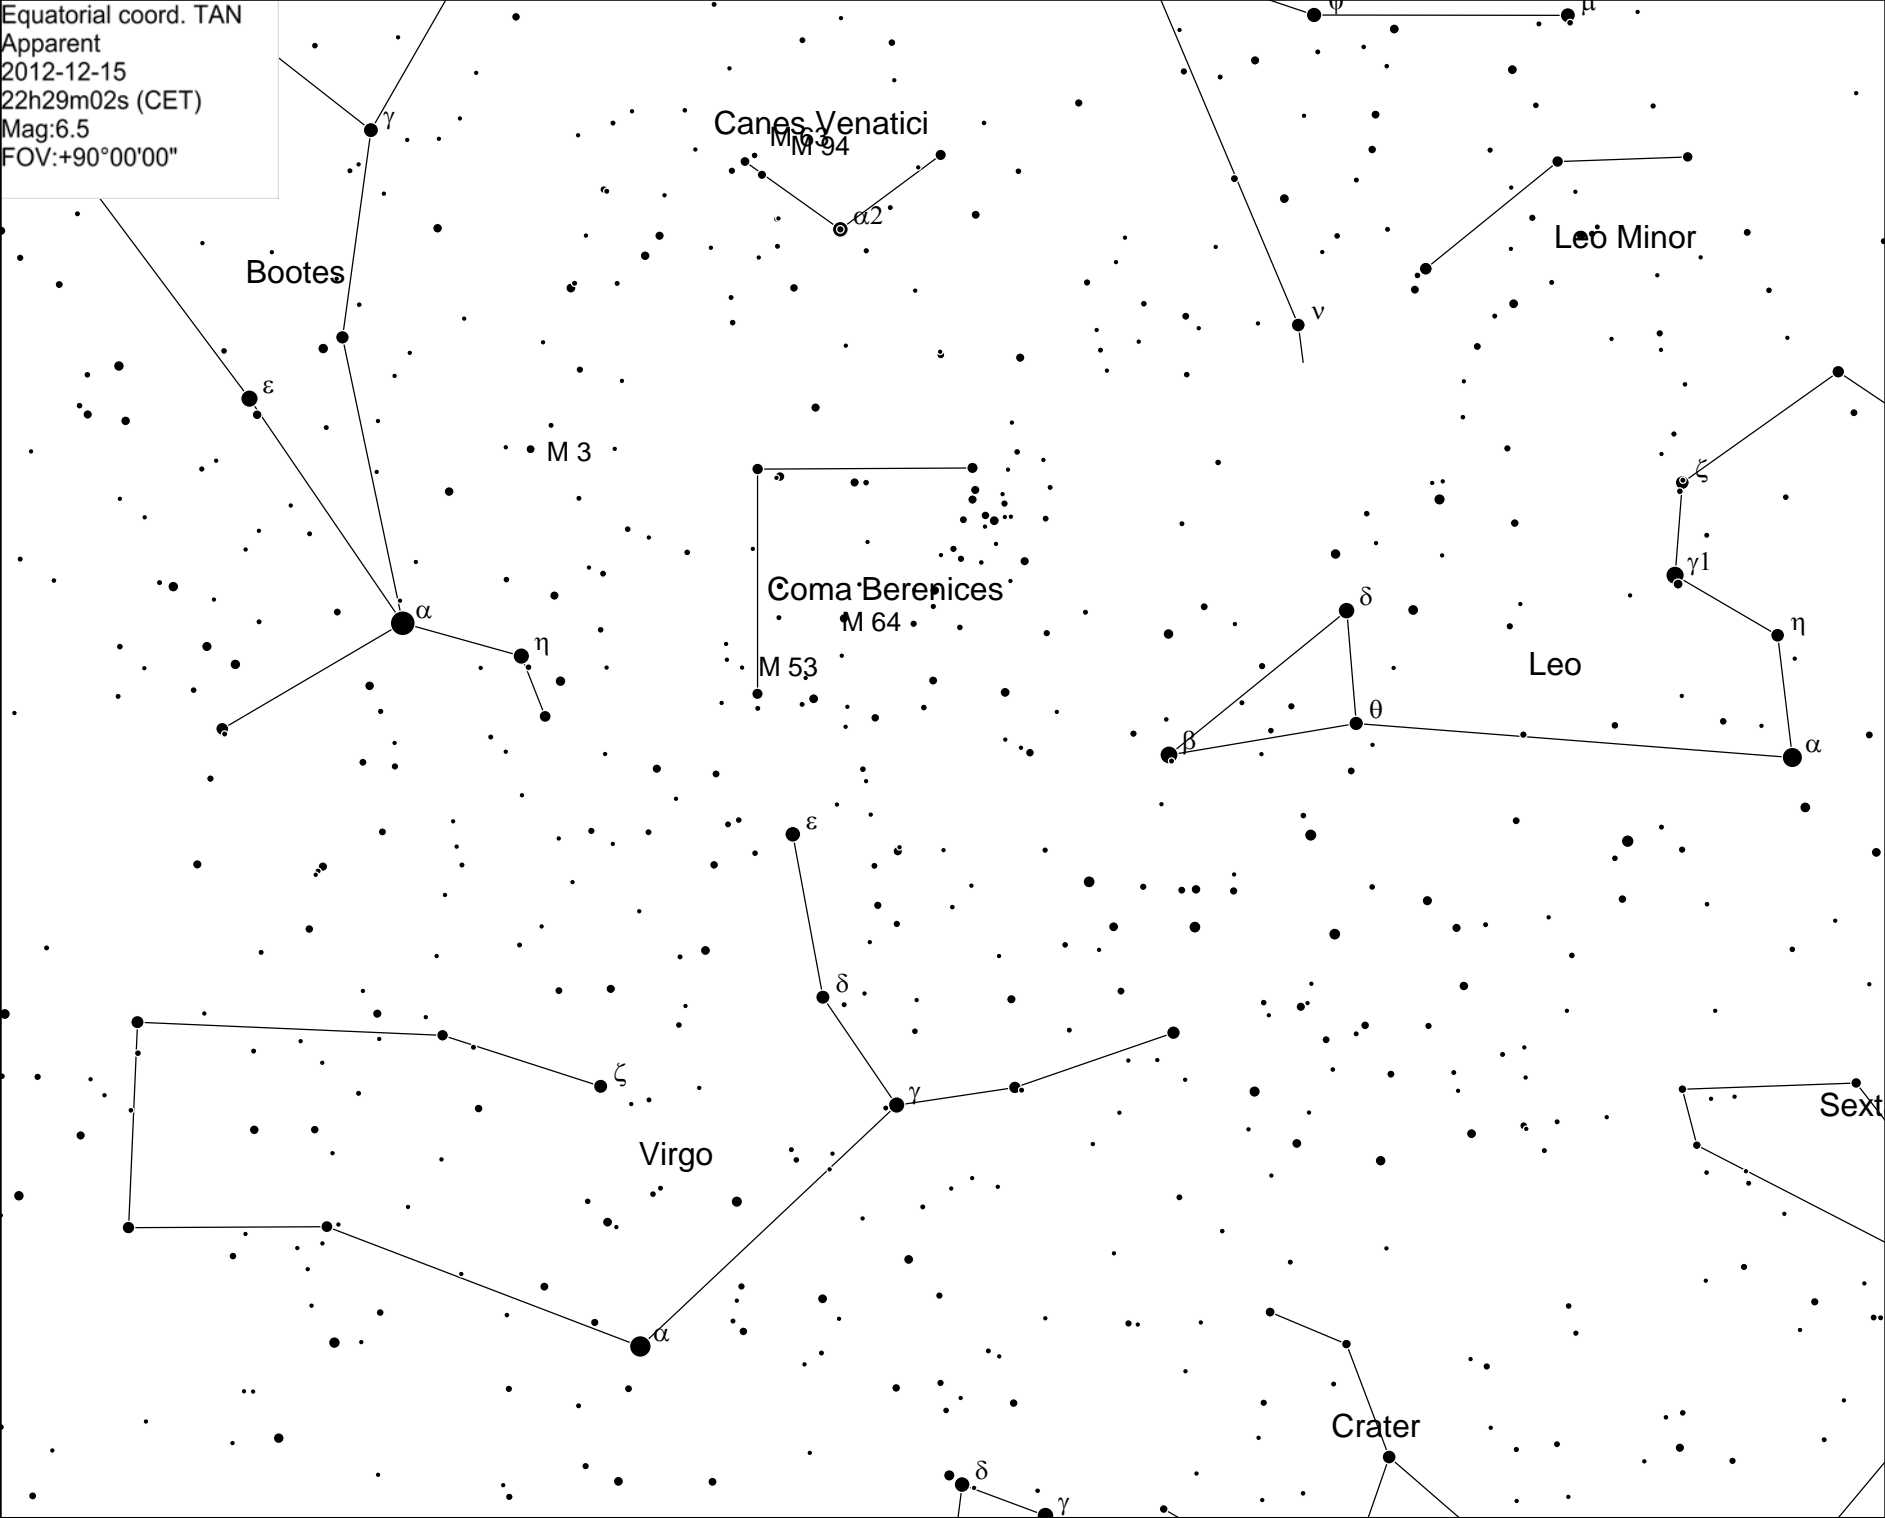 Equatorial coord. TAN
Apparent
2012-12-15
22h29m02s (CET)
Mag:6.5
FOV:+90°00'00"
ψ
μ
γ
Canes Venatici
M 63
M 94
α2
Leo Minor
Bootes
ν
ε
M 3
ζ
γ1
Coma Berenices
δ
α
M 64
η
η
M 53
Leo
θ
β
α
ε
δ
ζ
γ
Sext
Virgo
α
Crater
δ
γ